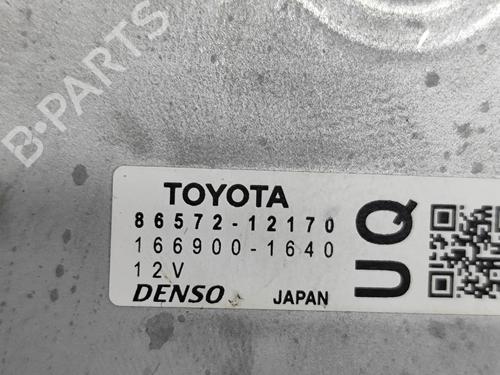 B-PARTS
TOYOTA
86572-12170
166900-1640
12V
DENSO JAPAN
UQ